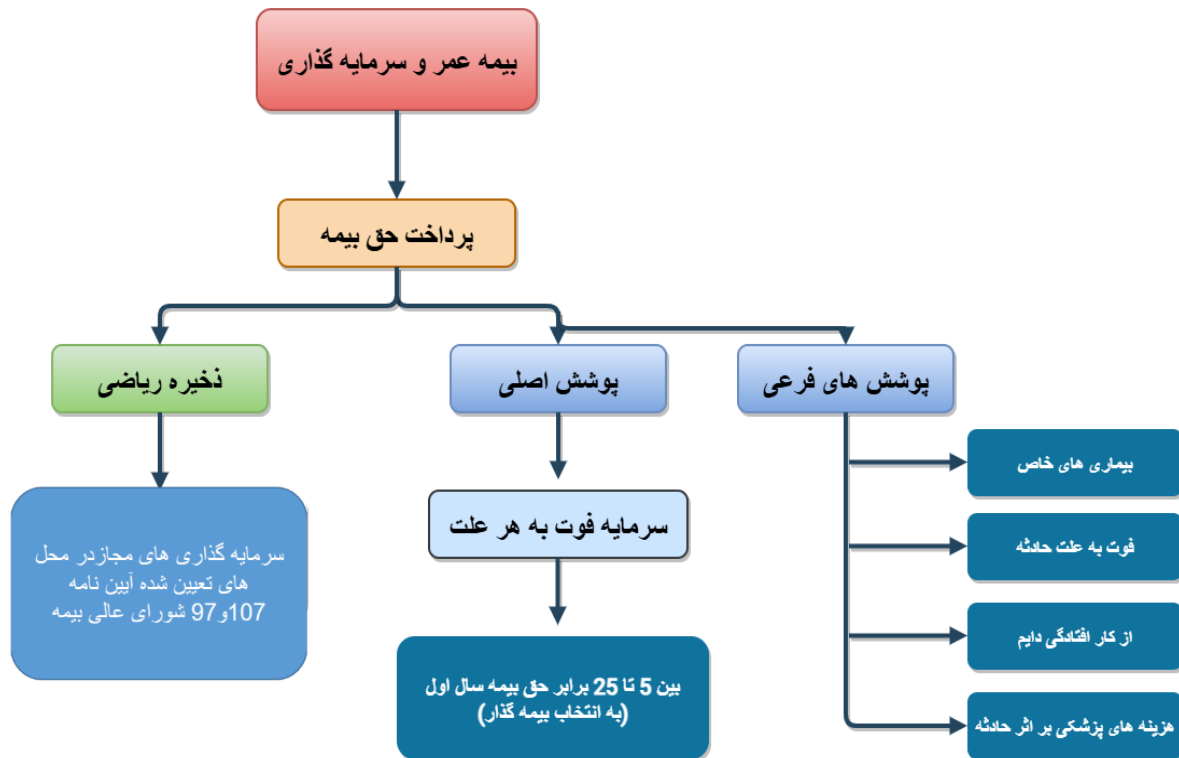 بیمه عمر و سرمایه گذاری
پرداخت حق بیمه
پوشش های فرعی
پوشش اصلی
ذخیره ریاضی
بیماری های خاص
فوت به علت حادثه
از کار افتادگی دایم
هزینه های پزشکی بر اثر حادثه
سرمایه فوت به هر علت
بین 5 تا 25 برابر حق بیمه سال اول
(به انتخاب بیمه گذار)
سرمایه گذاری های مجازدر محل
های تعیین شده آیین نامه
97و107 شورای عالی بیمه